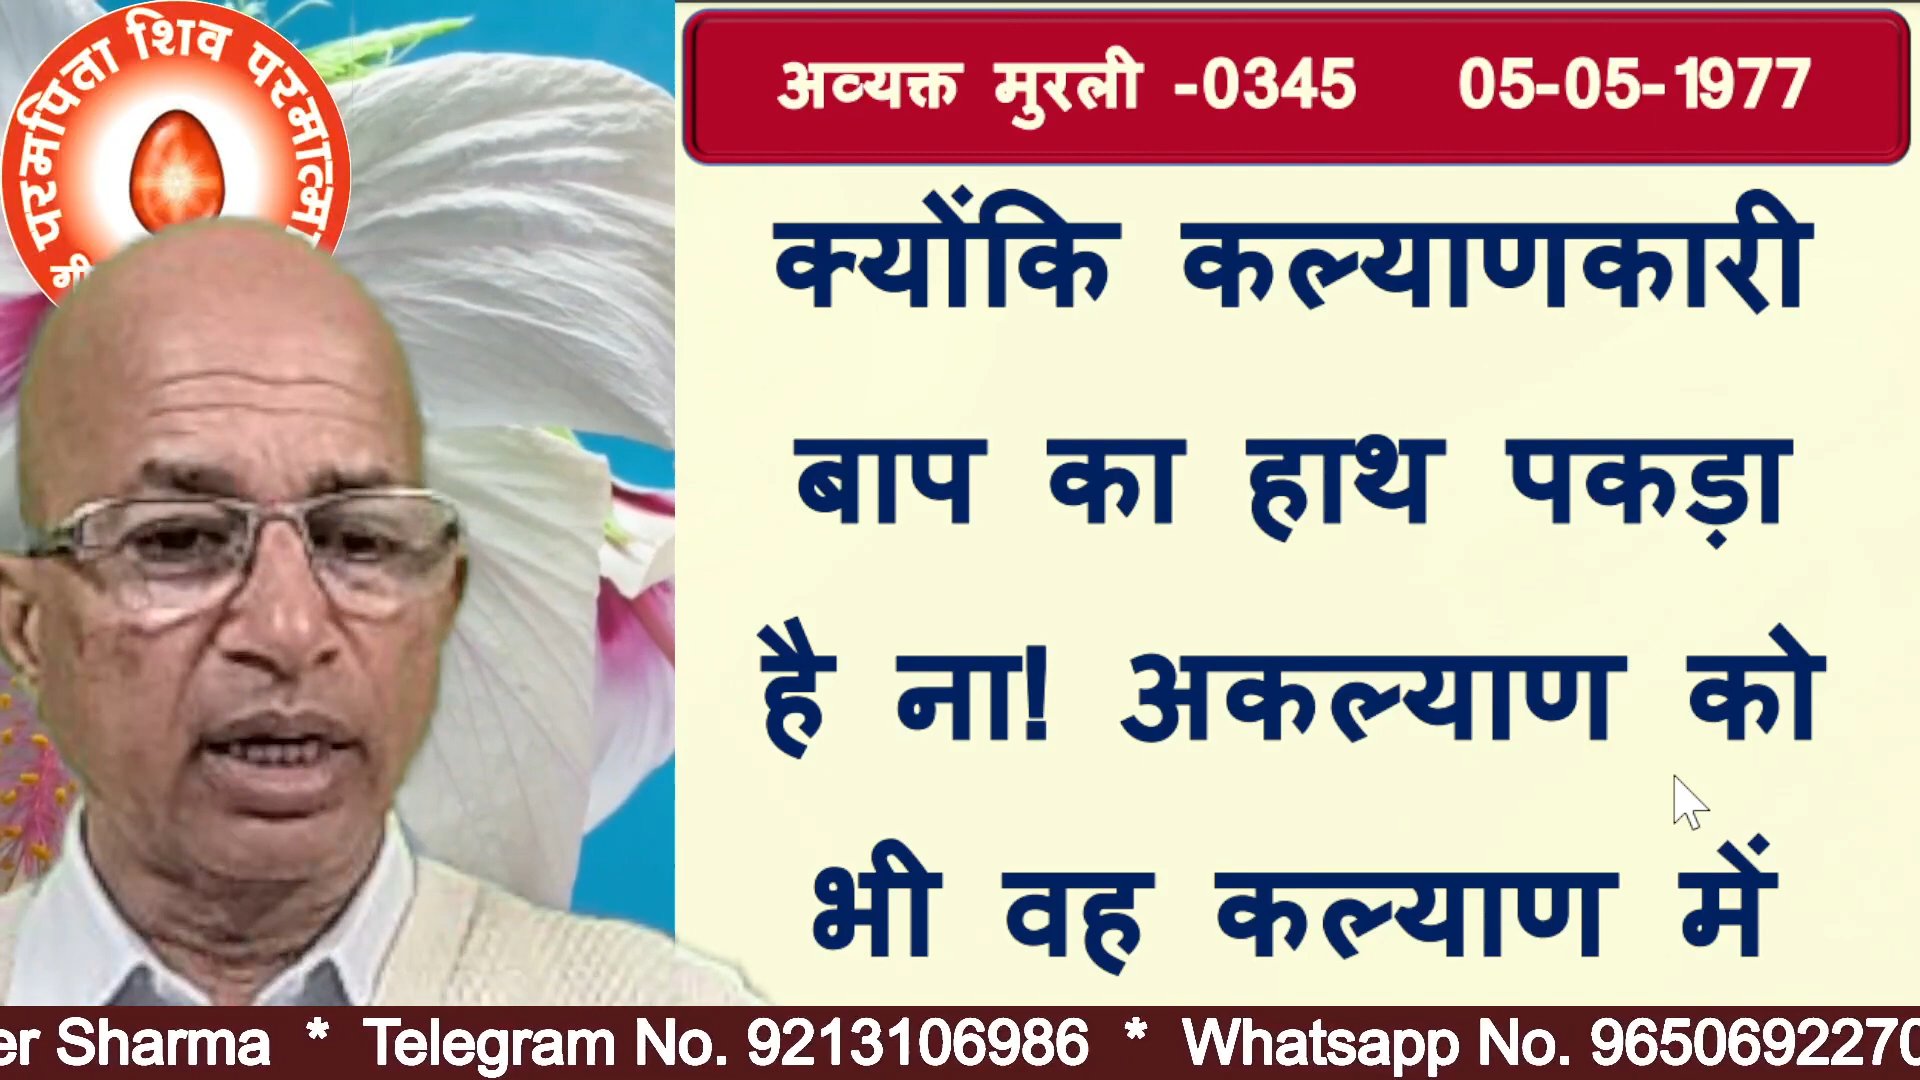 परमपिता शिव परमात्मा
अव्यक्त मुरली -0345 05-05-1977
क्योंकि कल्याणकारी
बाप का हाथ पकड़ा
है ना! अकल्याण को
भी वह कल्याण में
er Sharma * Telegram No. 9213106986 * Whatsapp No. 9650692270